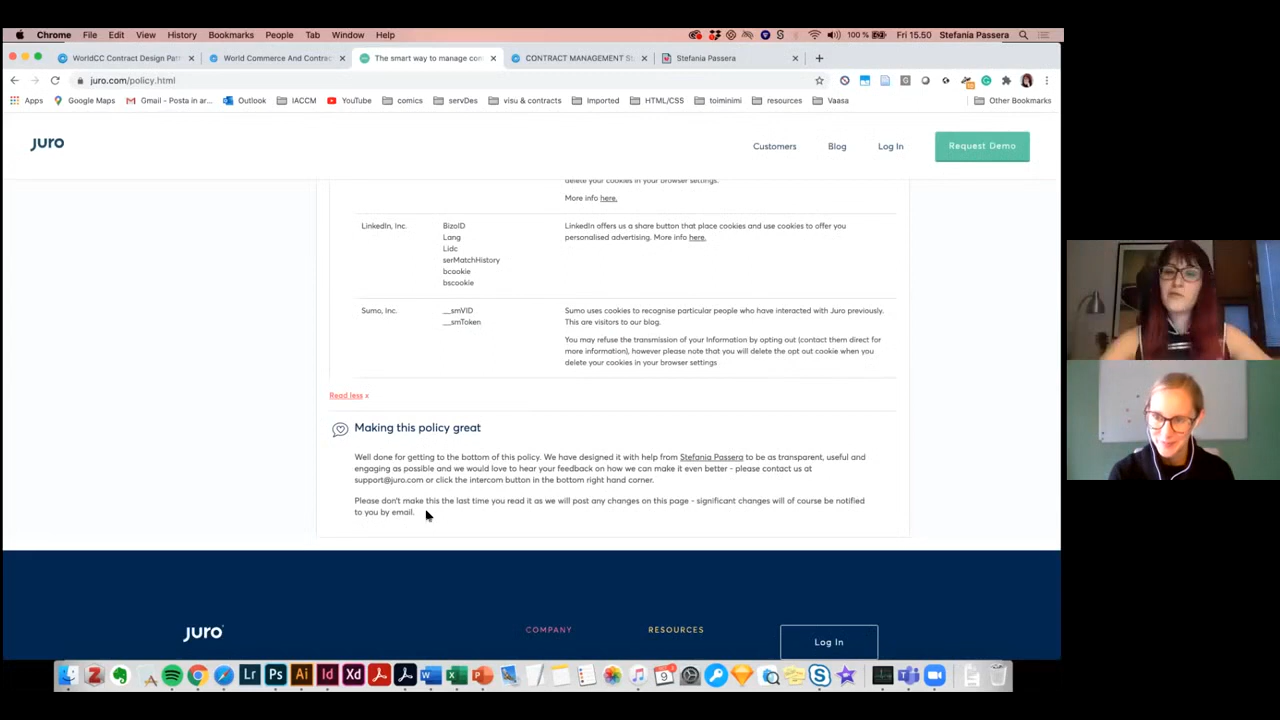 Chrome File Edit View History Bookmarks People Tab Window Help 100 % Fri 15.50 Stefania Passera
WorldCC Contract Design Patt × World Commerce And Contrac × The smart way to manage con × CONTRACT MANAGEMENT St × Stefania Passera × +
juro.com/policy.html
Apps Google Maps Gmail - Posta in ar... Outlook IACCM YouTube comics servDes visu & contracts Imported HTML/CSS toiminimi resources Vaasa Other Bookmarks
Juro Customers Blog Log In Request Demo
delete your cookies in your browser settings.
More info here.
LinkedIn, Inc. BizoID LinkedIn offers us a share button that place cookies and use cookies to offer you
Lang personalised advertising. More info here.
Lidc
serMatchHistory
bcookie
bscookie
Sumo, Inc. __smVID Sumo uses cookies to recognise particular people who have interacted with Juro previously.
__smToken This are visitors to our blog.
You may refuse the transmission of your Information by opting out (contact them direct for
more information), however please note that you will delete the opt out cookie when you
delete your cookies in your browser settings
Read less x
Making this policy great
Well done for getting to the bottom of this policy. We have designed it with help from Stefania Passera to be as transparent, useful and
engaging as possible and we would love to hear your feedback on how we can make it even better - please contact us at
support@juro.com or click the intercom button in the bottom right hand corner.
Please don't make this the last time you read it as we will post any changes on this page - significant changes will of course be notified
to you by email.
Juro COMPANY RESOURCES Log In
Lr Ps Ai Id Xd 9